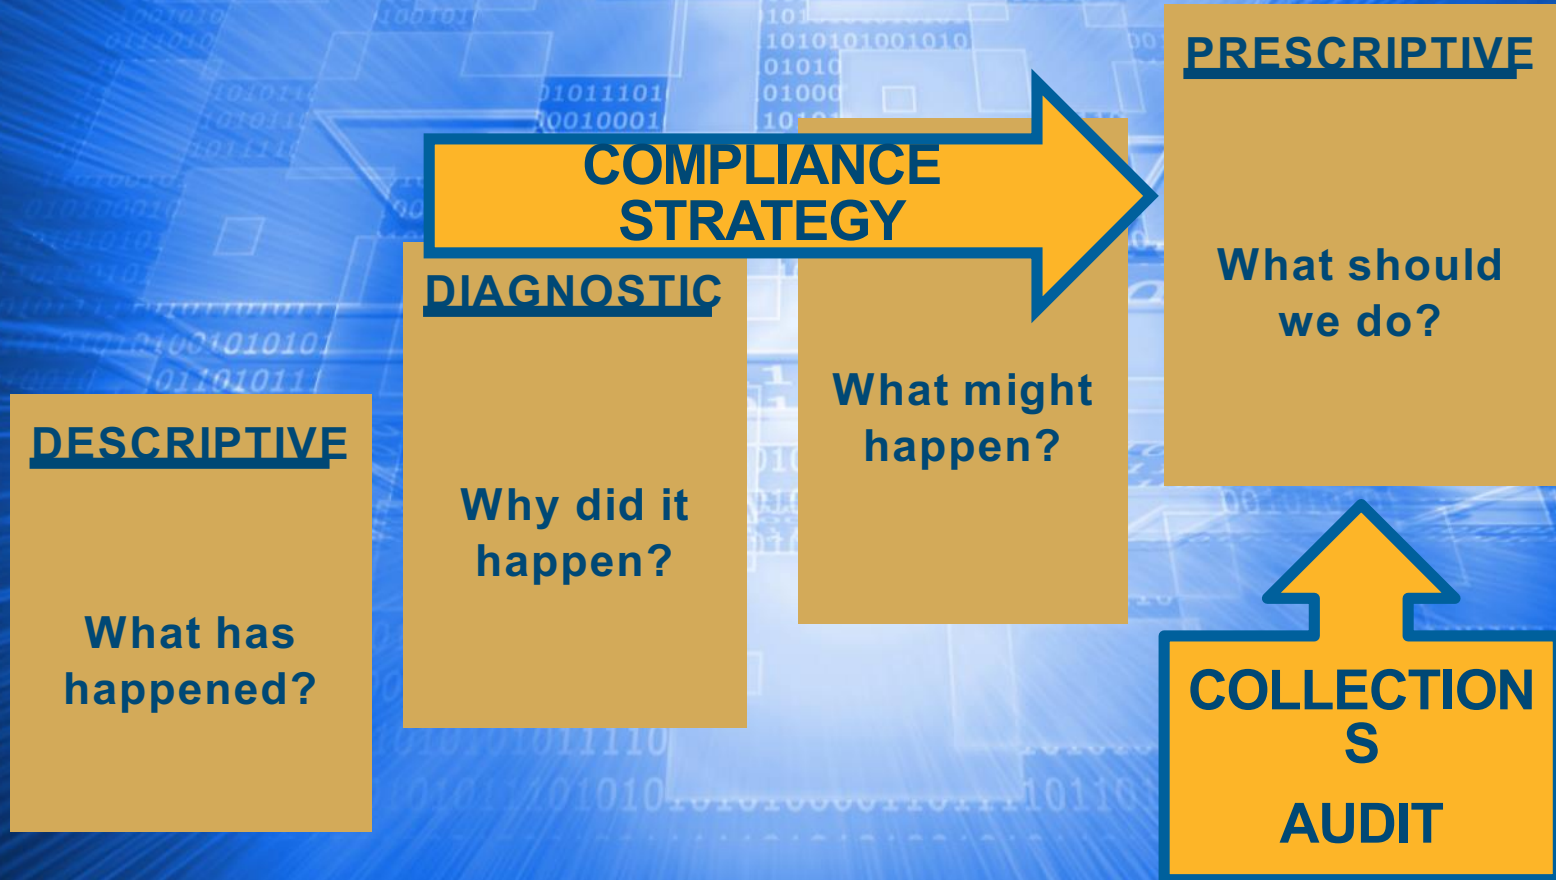 PRESCRIPTIVE
What should
we do?
COMPLIANCE
STRATEGY
What might
happen?
DIAGNOSTIC
Why did it
happen?
DESCRIPTIVE
What has
happened?
COLLECTION
S
AUDIT